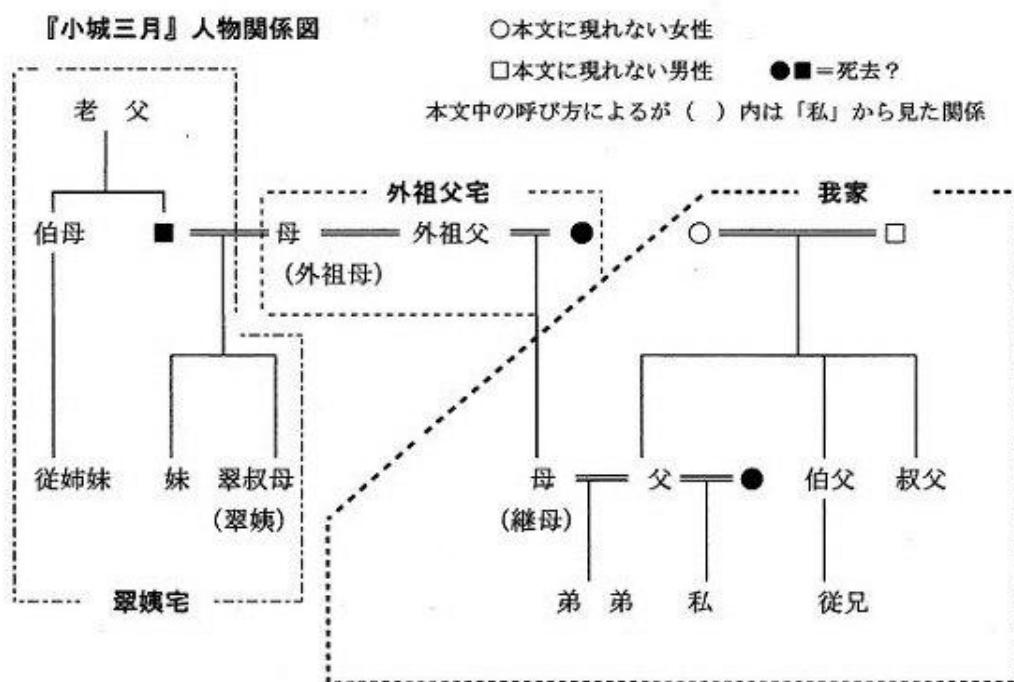 『小城三月』人物関係図
○本文に現れない女性
□本文に現れない男性 ●■＝死去？
本文中の呼び方によるが（ ）内は「私」から見た関係
老 父
外祖父宅
我家
伯母 ■ 母 外祖父 ● ○ □
（外祖母）
従姉妹 妹 翠叔母 母 父 ● 伯父 叔父
（翠姨） （継母）
翠姨宅 弟 弟 私 従兄